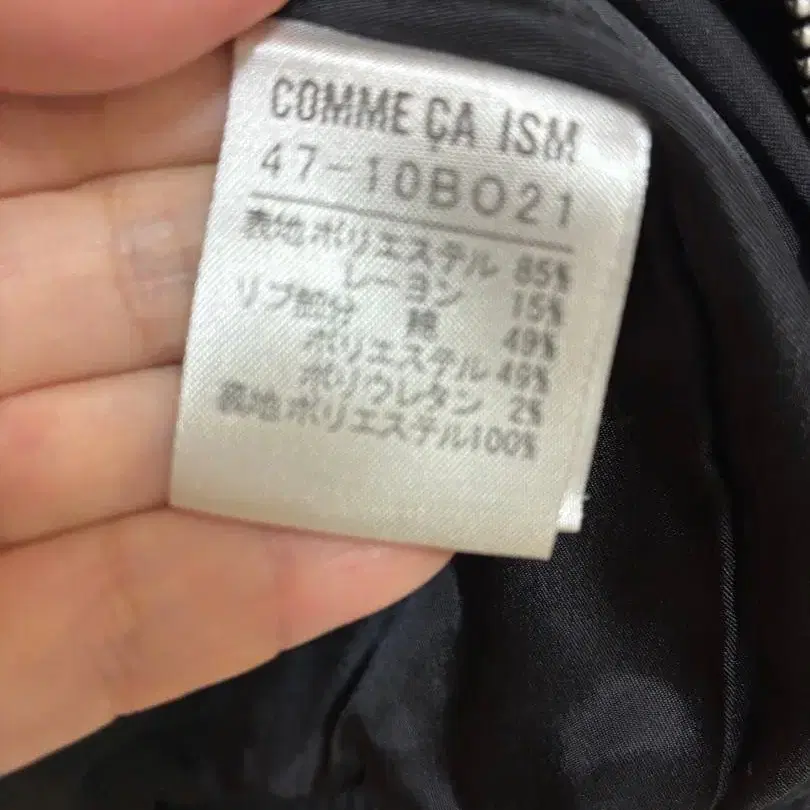 COMME ÇA ISM
47-10BO21
表地ポリエステル 85%
レーヨン 15%
リブ部分 綿 49%
ポリエステル 49%
ポリウレタン 2%
裏地ポリエステル100%